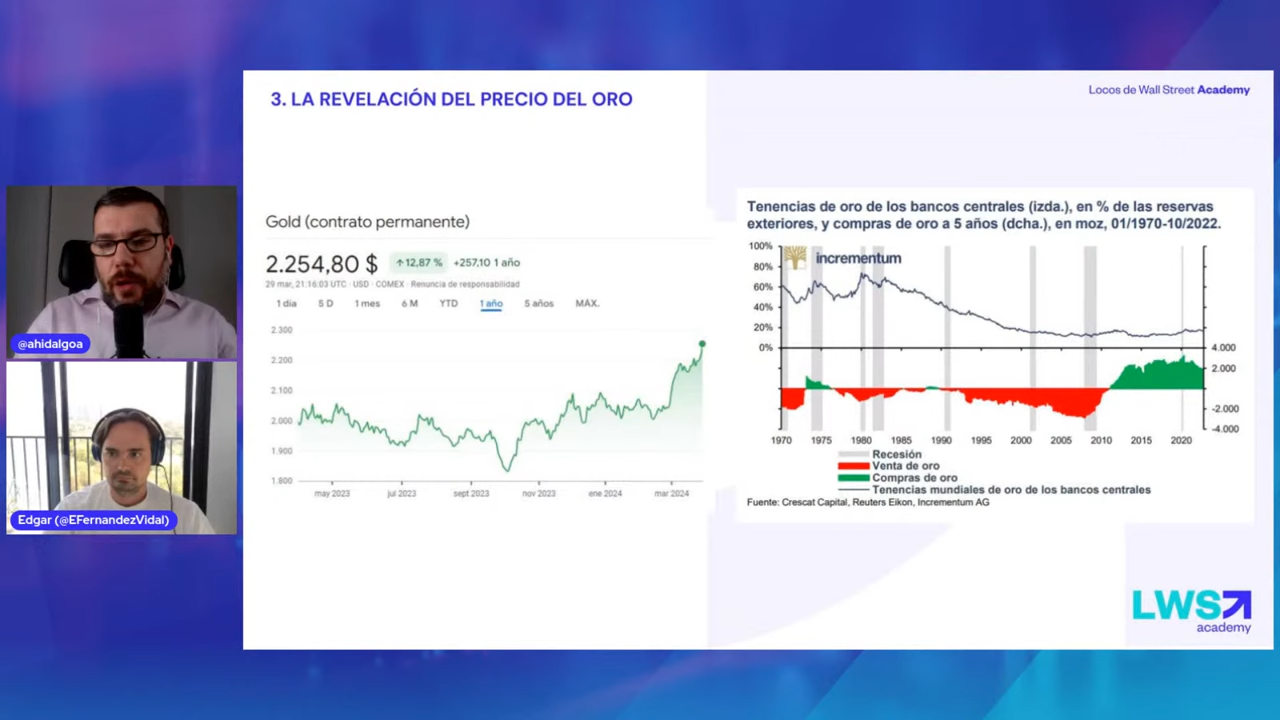 3. LA REVELACIÓN DEL PRECIO DEL ORO
Locos de Wall Street Academy
Gold (contrato permanente)
2.254,80 $ ↑12,87 % +257,10 1 año
29 mar, 21:16:03 UTC · USD · COMEX · Renuncia de responsabilidad
1 día 5 D 1 mes 6 M YTD 1 año 5 años MAX.
2.300
2.200
2.100
2.000
1.900
1.800
may 2023 jul 2023 sept 2023 nov 2023 ene 2024 mar 2024
Tenencias de oro de los bancos centrales (izda.), en % de las reservas
exteriores, y compras de oro a 5 años (dcha.), en moz, 01/1970-10/2022.
incrementum
100%
80%
60%
40%
20%
0%
4.000
2.000
-2.000
-4.000
1970 1975 1980 1985 1990 1995 2000 2005 2010 2015 2020
Recesión
Venta de oro
Compras de oro
Tenencias mundiales de oro de los bancos centrales
Fuente: Crescat Capital, Reuters Eikon, Incrementum AG
@ahidalgoa
Edgar (@EFernandezVidal)
LWS
academy